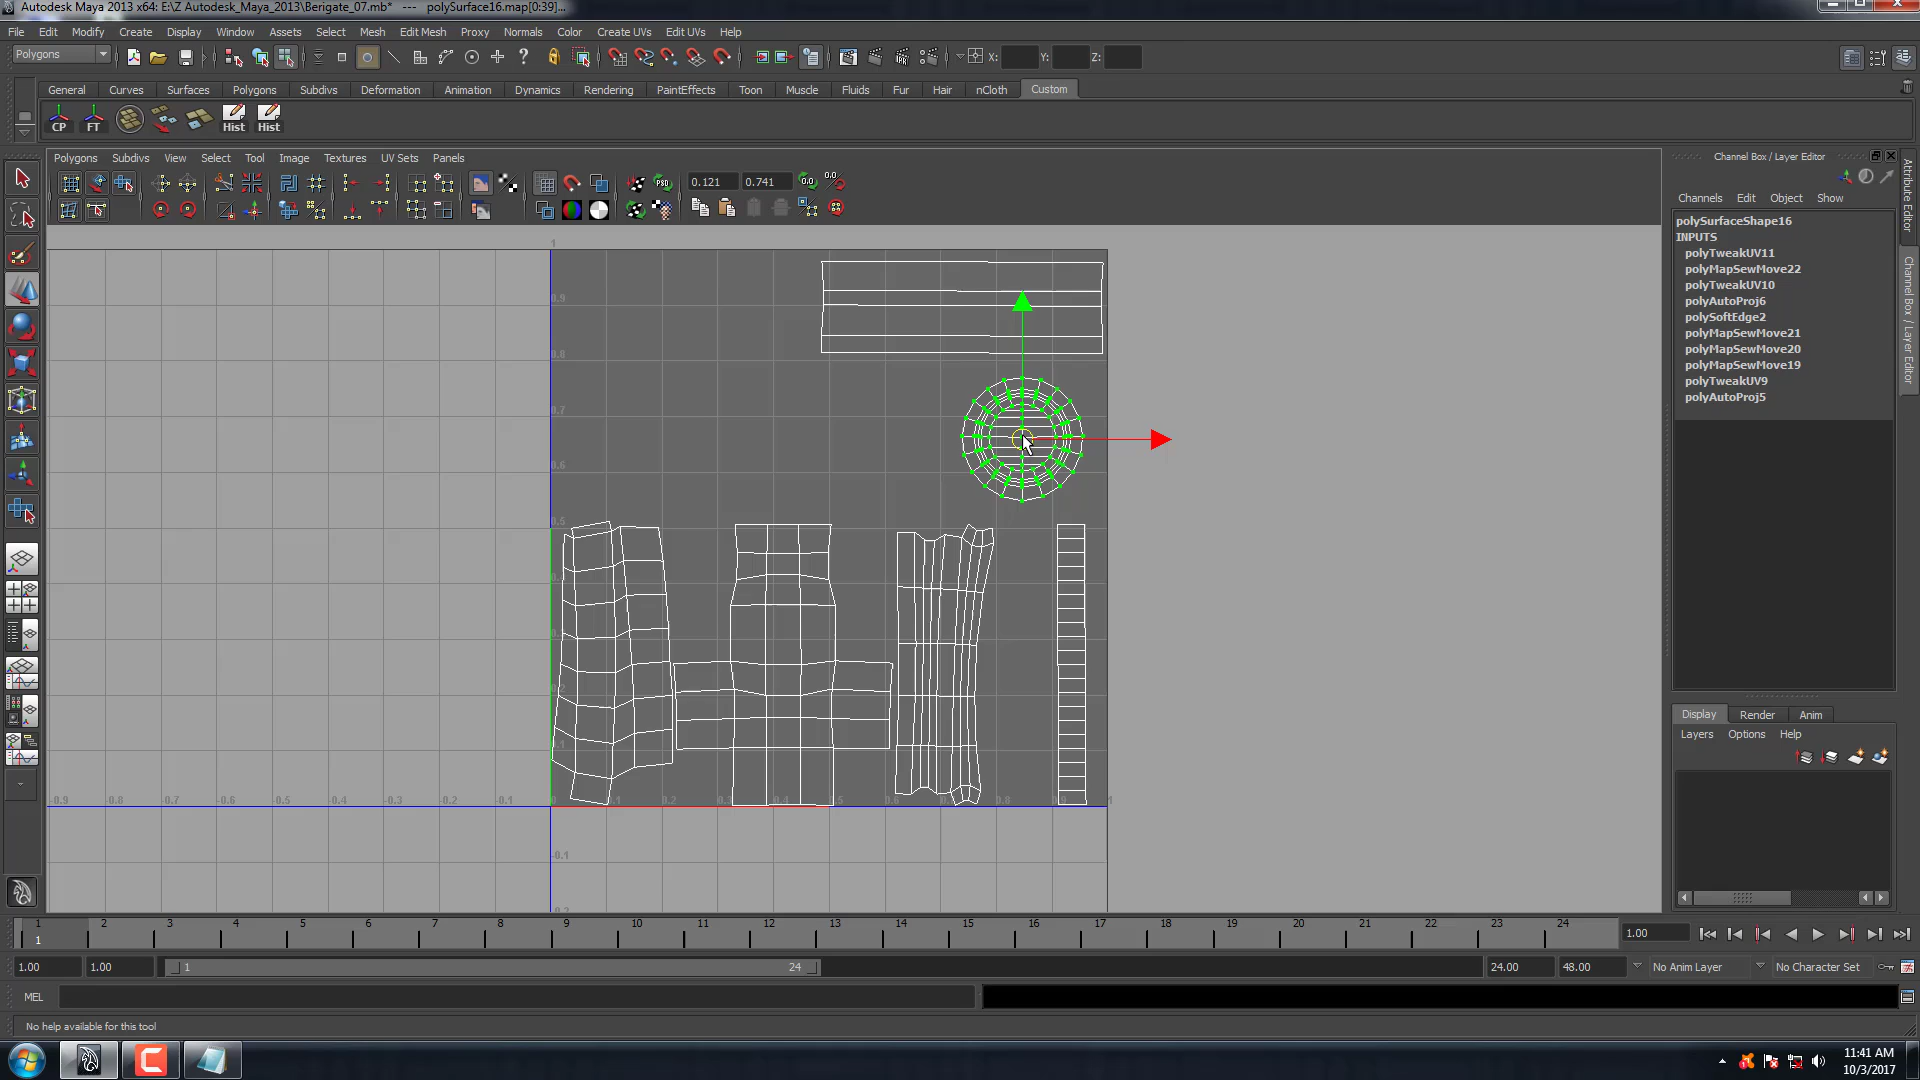 Autodesk Maya 2013 x64: E:\Z Autodesk_Maya_2013\Berigate_07.mb* --- polySurface16.map[0:39]...
File Edit Modify Create Display Window Assets Select Mesh Edit Mesh Proxy Normals Color Create UVs Edit UVs Help
Polygons X: Y: Z:
General Curves Surfaces Polygons Subdivs Deformation Animation Dynamics Rendering PaintEffects Toon Muscle Fluids Fur Hair nCloth Custom
CP FT Hist Hist
Polygons Subdivs View Select Tool Image Textures UV Sets Panels
0.121 0.741
Channel Box / Layer Editor
Channels Edit Object Show
polySurfaceShape16
INPUTS
polyTweakUV11
polyMapSewMove22
polyTweakUV10
polyAutoProj6
polySoftEdge2
polyMapSewMove21
polyMapSewMove20
polyMapSewMove19
polyTweakUV9
polyAutoProj5
Attribute Editor
Channel Box / Layer Editor
Display Render Anim
Layers Options Help
1 2 3 4 5 6 7 8 9 10 11 12 13 14 15 16 17 18 19 20 21 22 23 24
1
1.00
1.00 1.00 1 24 24.00 48.00 No Anim Layer No Character Set
MEL
No help available for this tool
11:41 AM
10/3/2017